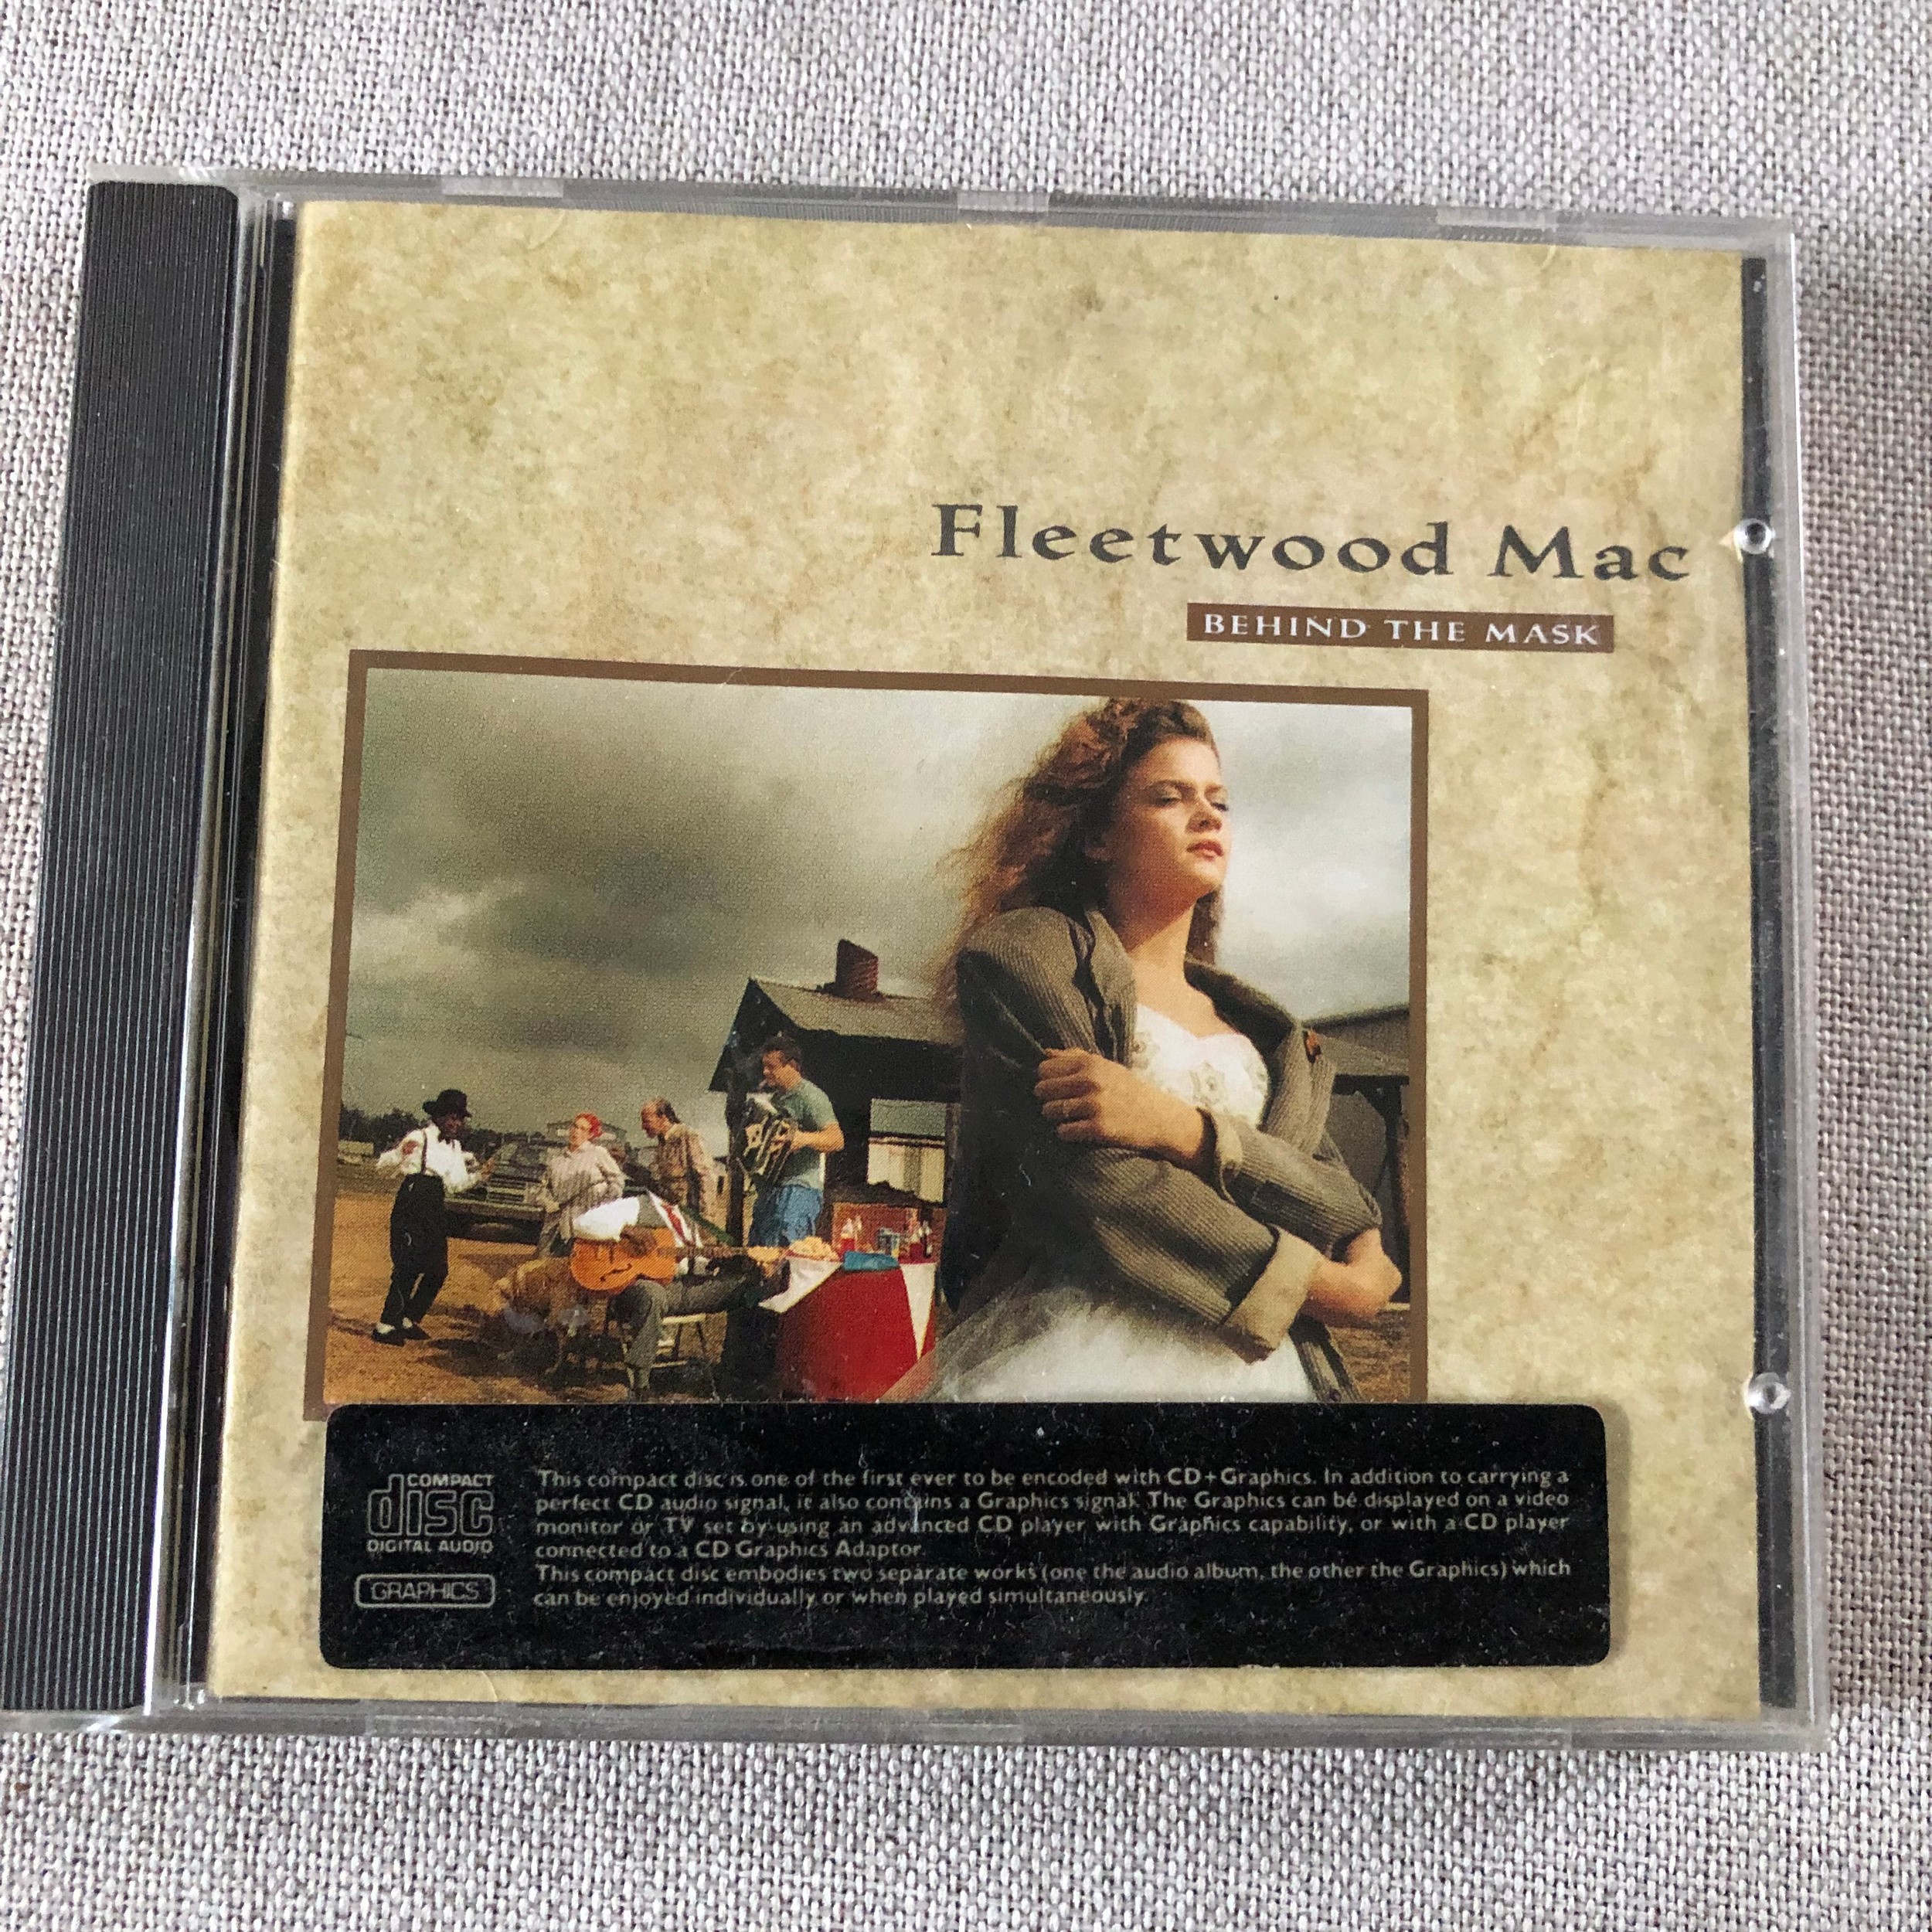 Fleetwood Mac
BEHIND THE MASK
COMPACT
disc
DIGITAL AUDIO
GRAPHICS
This compact disc is one of the first ever to be encoded with CD+Graphics. In addition to carrying a
perfect CD audio signal, it also contains a Graphics signal. The Graphics can be displayed on a video
monitor or TV set by using an advanced CD player with Graphics capability, or with a CD player
connected to a CD Graphics Adaptor.
This compact disc embodies two separate works (one the audio album, the other the Graphics) which
can be enjoyed individually or when played simultaneously.